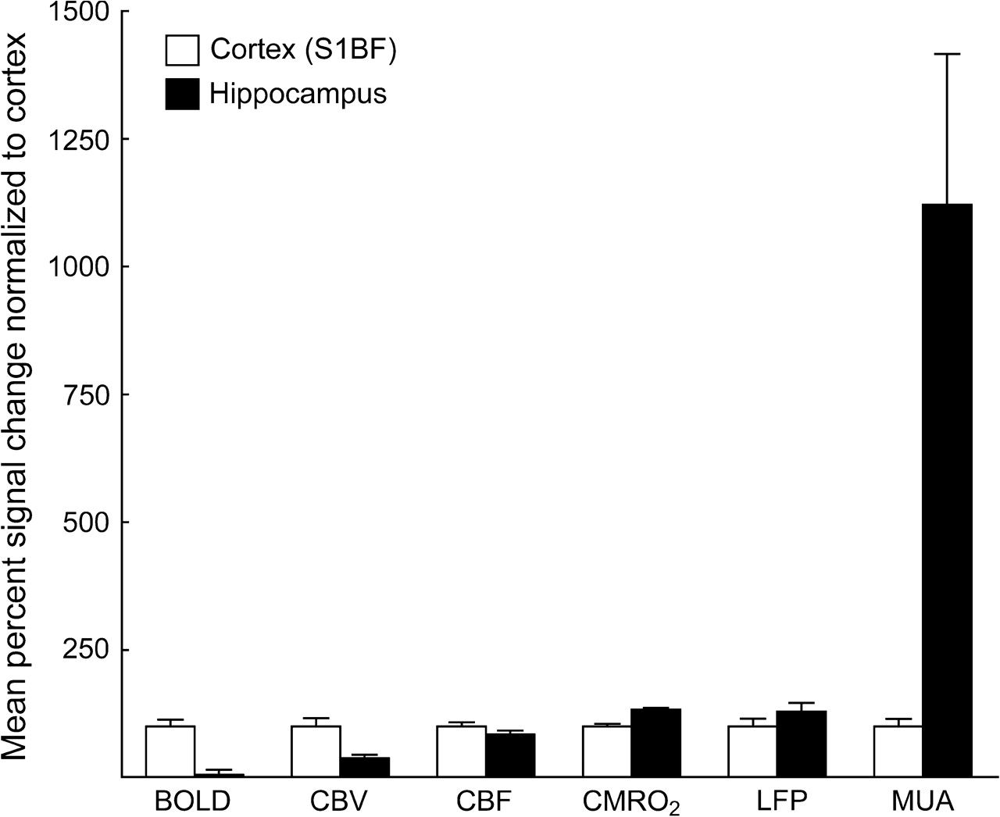 Mean percent signal change normalized to cortex
1500
1250
1000
750
500
250
Cortex (S1BF)
Hippocampus
BOLD
CBV
CBF
CMRO₂
LFP
MUA